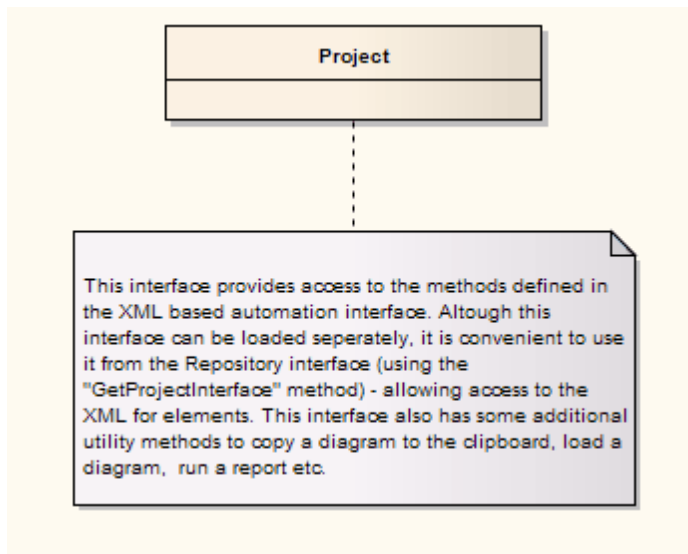 Project
This interface provides access to the methods defined in
the XML based automation interface. Altough this
interface can be loaded seperately, it is convenient to use
it from the Repository interface (using the
"GetProjectInterface" method) - allowing access to the
XML for elements. This interface also has some additional
utility methods to copy a diagram to the clipboard, load a
diagram,  run a report etc.